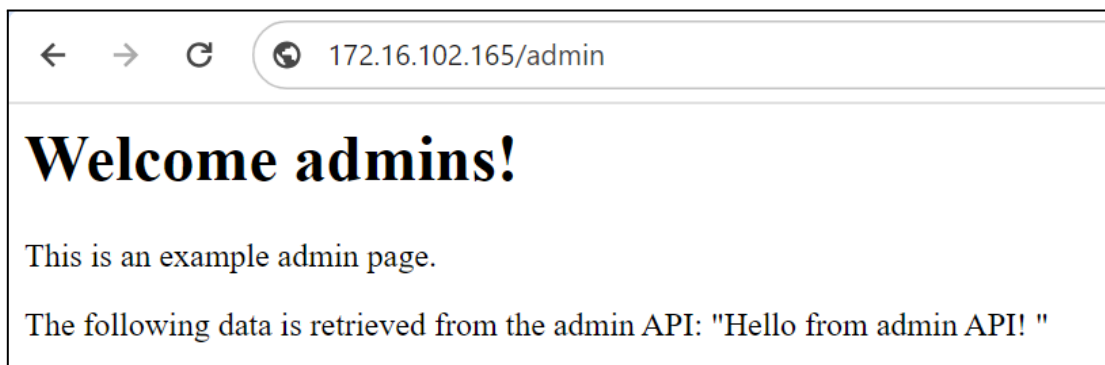 172.16.102.165/admin
Welcome admins!
This is an example admin page.
The following data is retrieved from the admin API: "Hello from admin API! "